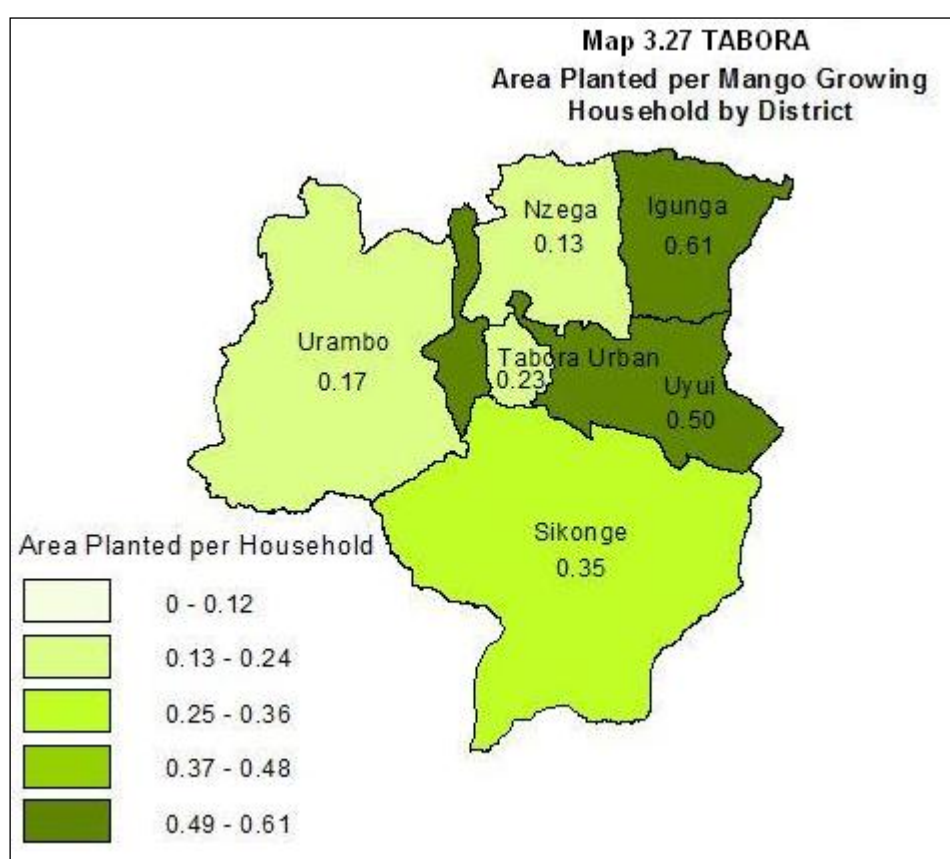 Map 3.27 TABORA
Area Planted per Mango Growing
Household by District
Nzega
0.13
Igunga
0.61
Urambo
0.17
Tabora Urban
0.23
Uyui
0.50
Sikonge
0.35
Area Planted per Household
0 - 0.12
0.13 - 0.24
0.25 - 0.36
0.37 - 0.48
0.49 - 0.61